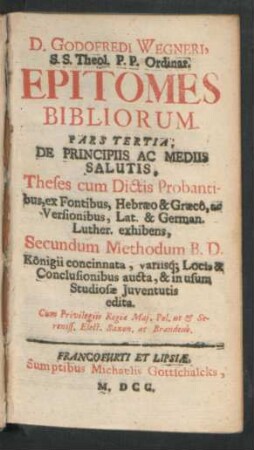 D. GODOFREDI WEGNERI,
S. S. Theol. P. P. Ordinar.
EPITOMES
BIBLIORUM
PARS TERTIA,
DE PRINCIPIIS AC MEDIIS
SALUTIS,
Theses cum Dictis Probanti-
bus, ex Fontibus, Hebræo & Græco, ac
Versionibus, Lat. & German.
Luther. exhibens,
Secundum Methodum B. D.
Königii concinnata, variisq; Locis &
Conclusionibus aucta, & in usum
Studiosæ Juventutis
edita.
Cum Privilegiis Regiæ Maj. Pol. ut & Se-
reniss. Elect. Saxon. ac Brandenb.
FRANCOFURTI ET LIPSIÆ,
Sumptibus Michaelis Gottschalcks,
M. DCC.